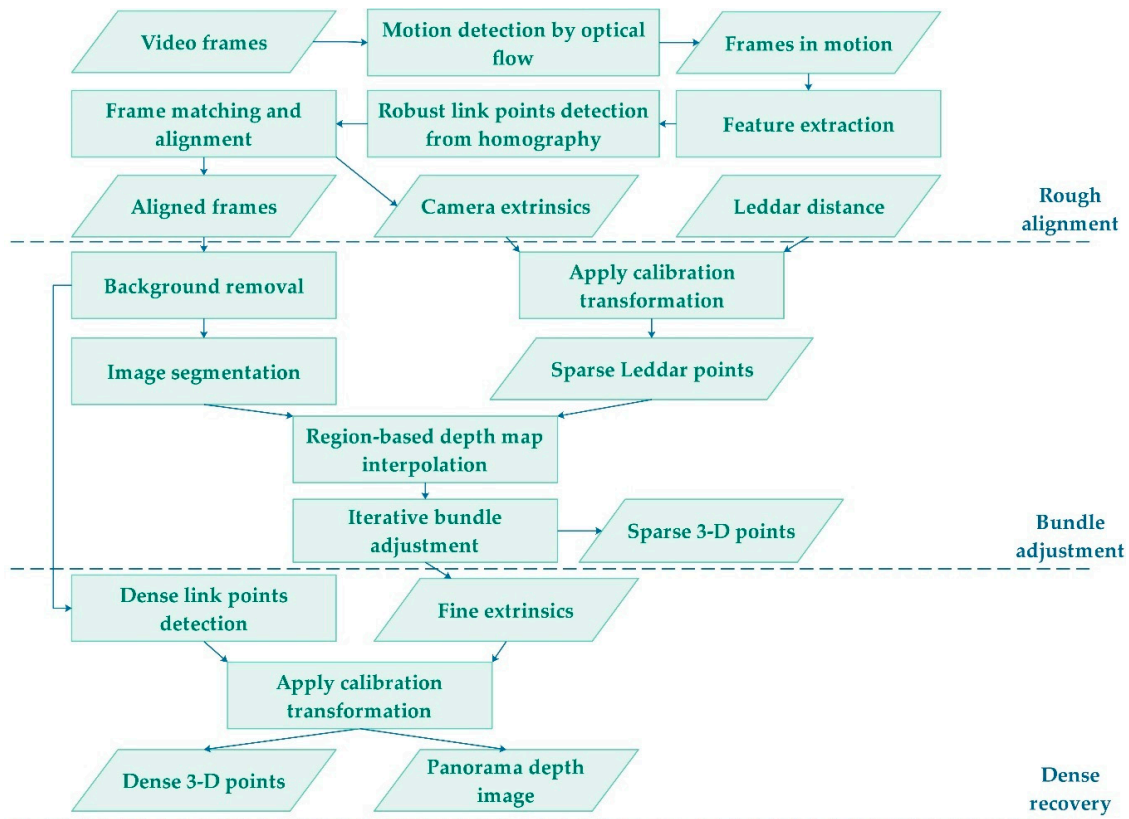 Video frames
Motion detection by optical
flow
Frames in motion
Frame matching and
alignment
Robust link points detection
from homography
Feature extraction
Aligned frames
Camera extrinsics
Leddar distance
Rough
alignment
Background removal
Apply calibration
transformation
Image segmentation
Sparse Leddar points
Region-based depth map
interpolation
Iterative bundle
adjustment
Sparse 3-D points
Bundle
adjustment
Dense link points
detection
Fine extrinsics
Apply calibration
transformation
Dense 3-D points
Panorama depth
image
Dense
recovery